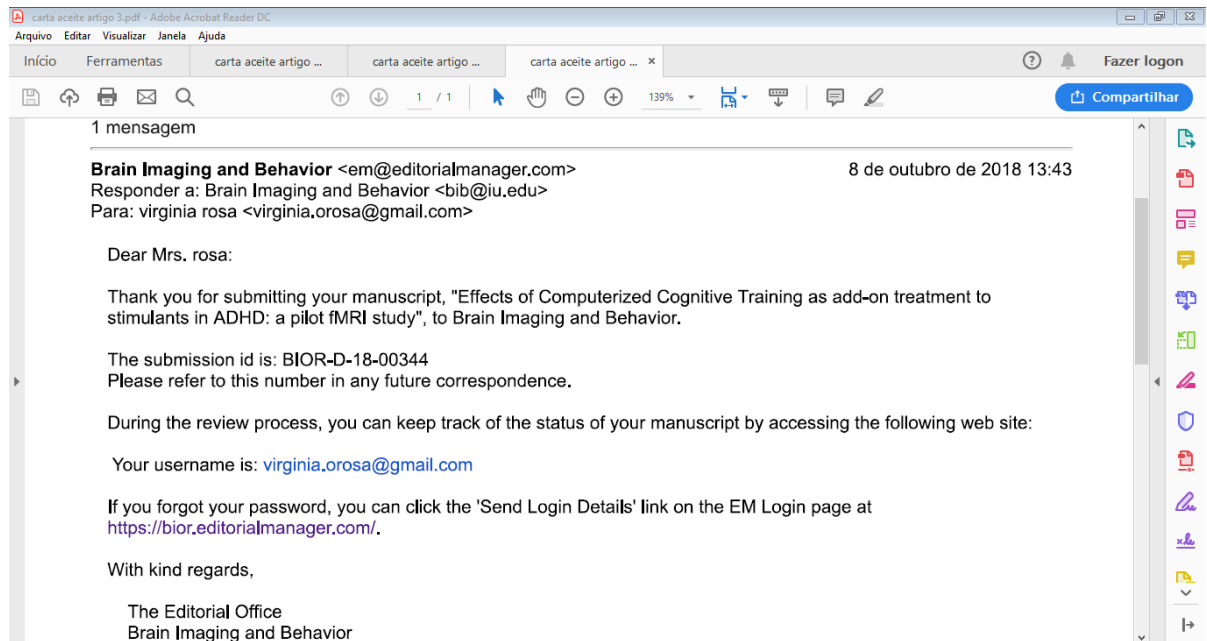 carta aceite artigo 3.pdf - Adobe Acrobat Reader DC
Arquivo Editar Visualizar Janela Ajuda
Início Ferramentas carta aceite artigo ... carta aceite artigo ... carta aceite artigo ... × Fazer logon
1 / 1 139% Compartilhar
1 mensagem
Brain Imaging and Behavior <em@editorialmanager.com> 8 de outubro de 2018 13:43
Responder a: Brain Imaging and Behavior <bib@iu.edu>
Para: virginia rosa <virginia.orosa@gmail.com>
Dear Mrs. rosa:
Thank you for submitting your manuscript, "Effects of Computerized Cognitive Training as add-on treatment to
stimulants in ADHD: a pilot fMRI study", to Brain Imaging and Behavior.
The submission id is: BIOR-D-18-00344
Please refer to this number in any future correspondence.
During the review process, you can keep track of the status of your manuscript by accessing the following web site:
Your username is: virginia.orosa@gmail.com
If you forgot your password, you can click the 'Send Login Details' link on the EM Login page at
https://bior.editorialmanager.com/.
With kind regards,
The Editorial Office
Brain Imaging and Behavior